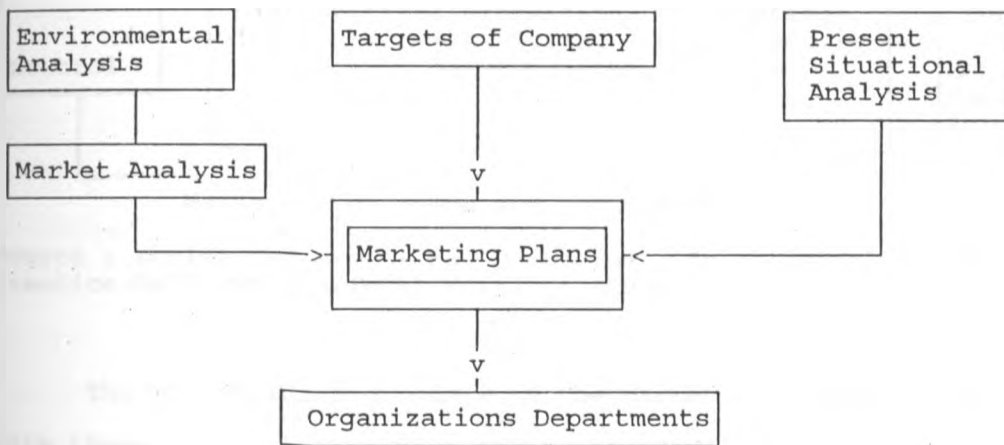 Environmental
Analysis
Targets of Company
Present
Situational
Analysis
Market Analysis
Marketing Plans
Organizations Departments